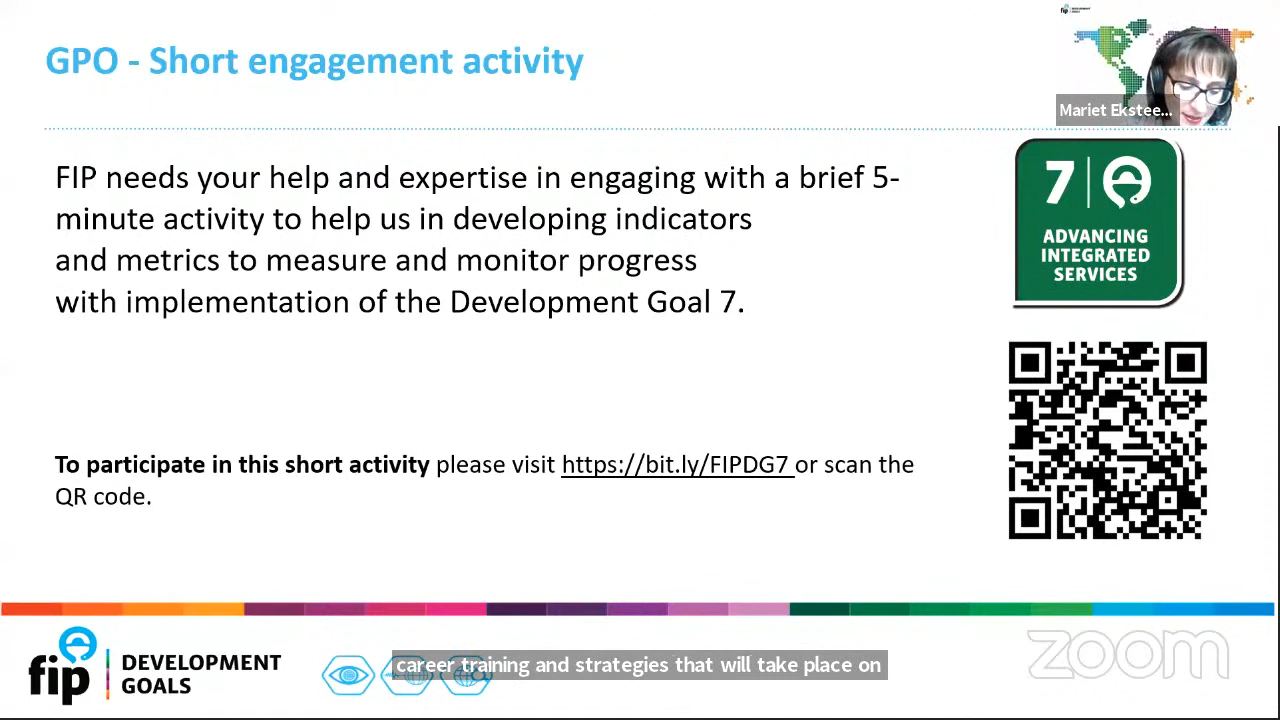 GPO - Short engagement activity
fip DEVELOPMENT GOALS
Mariet Ekstee...
FIP needs your help and expertise in engaging with a brief 5-
minute activity to help us in developing indicators
and metrics to measure and monitor progress
with implementation of the Development Goal 7.
7
ADVANCING
INTEGRATED
SERVICES
To participate in this short activity please visit https://bit.ly/FIPDG7 or scan the
QR code.
fip
DEVELOPMENT
GOALS
career training and strategies that will take place on
zoom